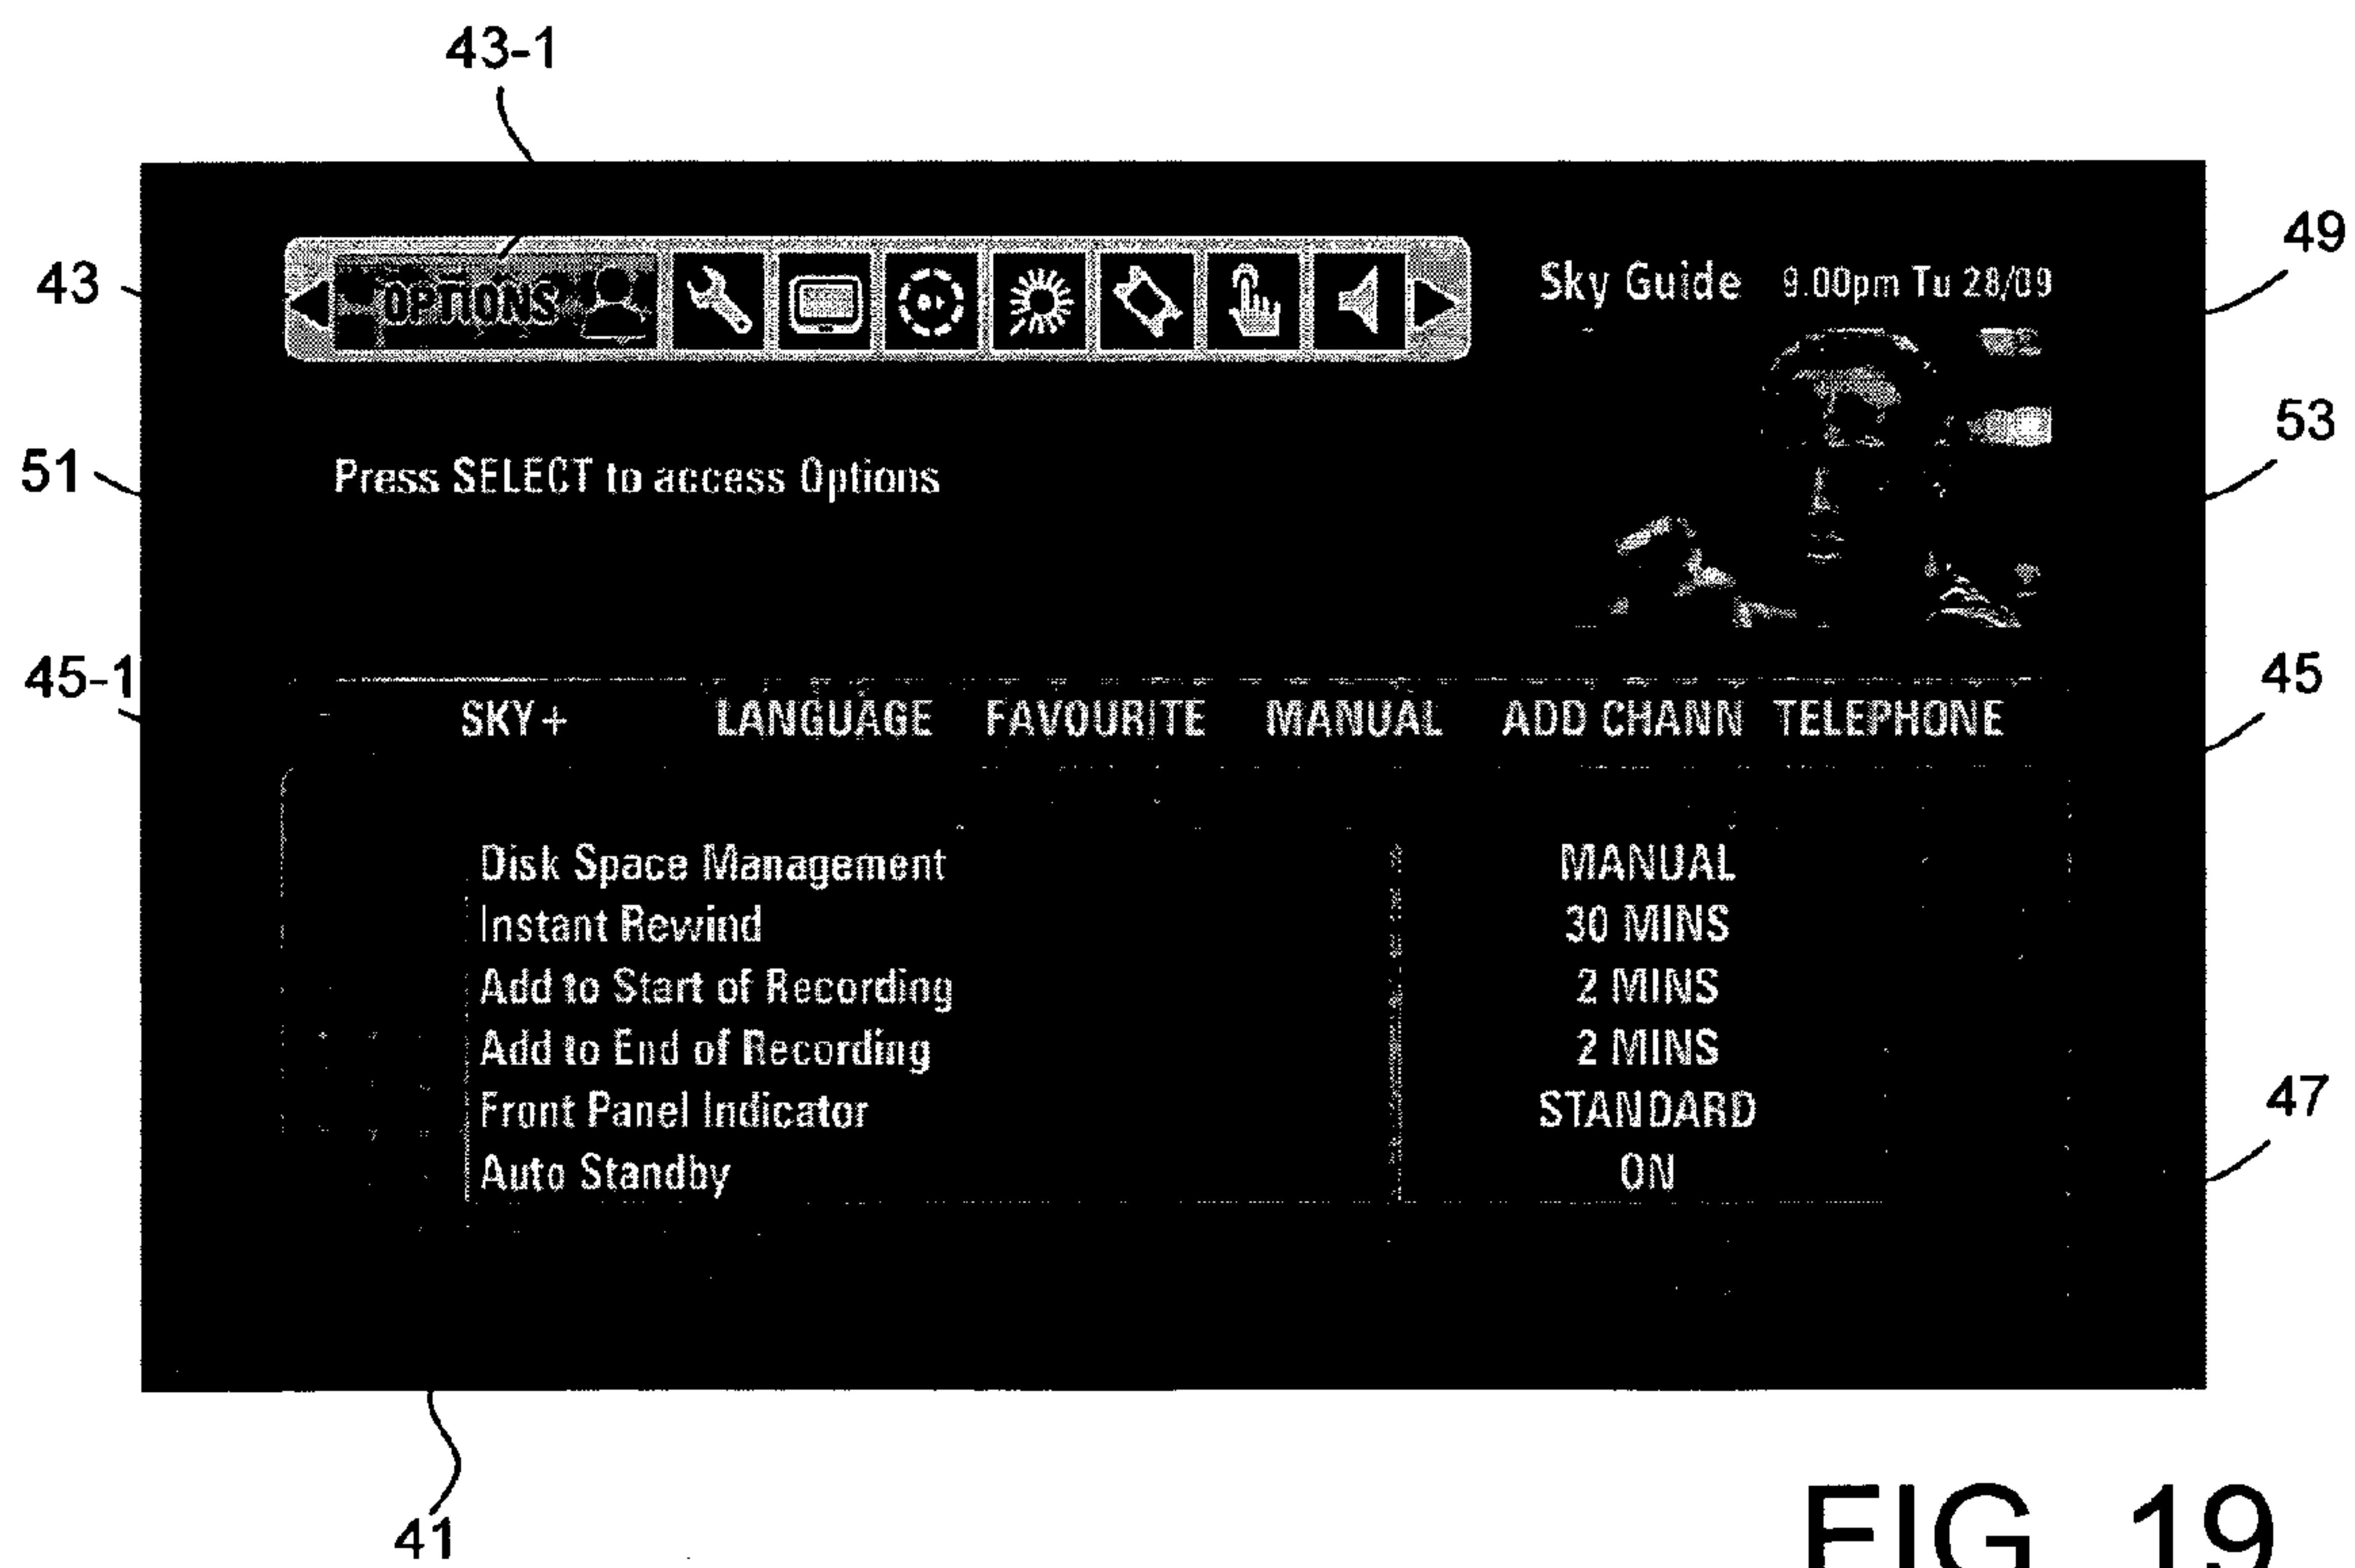 43-1
43
OPTIONS
Sky Guide 9.00pm Tu 28/09
49
53
51
Press SELECT to access Options
45-1
45
SKY+ LANGUAGE FAVOURITE MANUAL ADD CHANN TELEPHONE
Disk Space Management MANUAL
Instant Rewind 30 MINS
Add to Start of Recording 2 MINS
Add to End of Recording 2 MINS
Front Panel Indicator STANDARD
Auto Standby ON
47
41
FIG 19